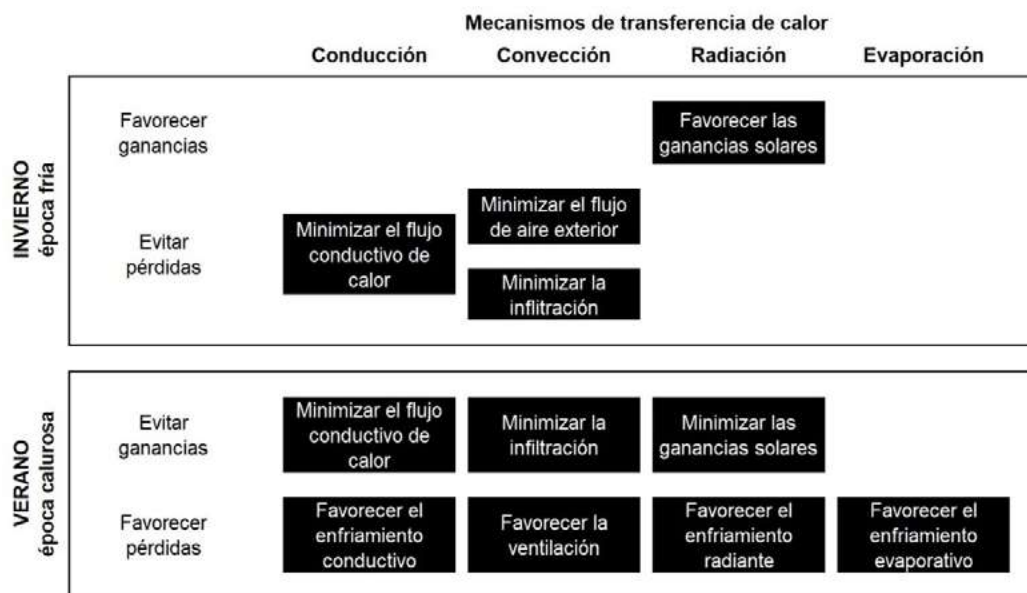 Mecanismos de transferencia de calor
Conducción Convección Radiación Evaporación
INVIERNO
época fría
Favorecer
ganancias
Favorecer las
ganancias solares
Evitar
pérdidas
Minimizar el flujo
conductivo de
calor
Minimizar el flujo
de aire exterior
Minimizar la
inflitración
VERANO
época calurosa
Evitar
ganancias
Minimizar el flujo
conductivo de
calor
Minimizar la
infiltración
Minimizar las
ganancias solares
Favorecer
pérdidas
Favorecer el
enfriamiento
conductivo
Favorecer la
ventilación
Favorecer el
enfriamiento
radiante
Favorecer el
enfriamiento
evaporativo